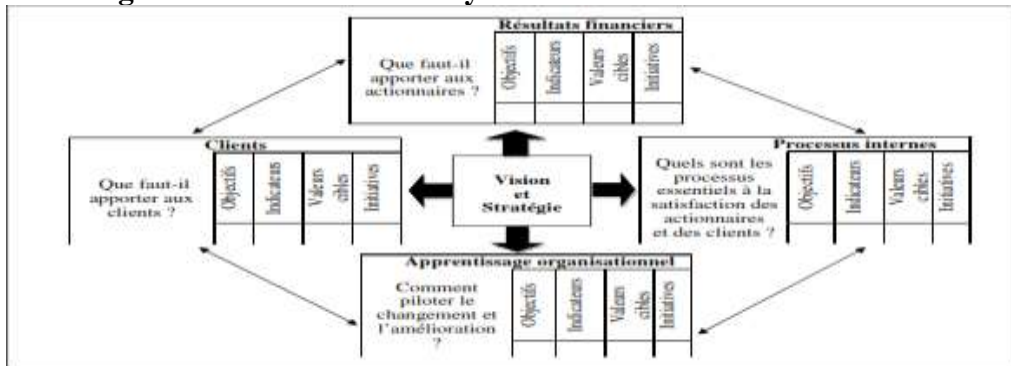 Résultats financiers
Que faut-il
apporter aux
actionnaires ?
Objectifs
Indicateurs
Valeurs
cibles
Initiatives
Clients
Que faut-il
apporter aux
clients ?
Objectifs
Indicateurs
Valeurs
cibles
Initiatives
Vision
et
Stratégie
Processus internes
Quels sont les
processus
essentiels à la
satisfaction des
actionnaires
et des clients ?
Objectifs
Indicateurs
Valeurs
cibles
Initiatives
Apprentissage organisationnel
Comment
piloter le
changement et
l'amélioration
?
Objectifs
Indicateurs
Valeurs
cibles
Initiatives